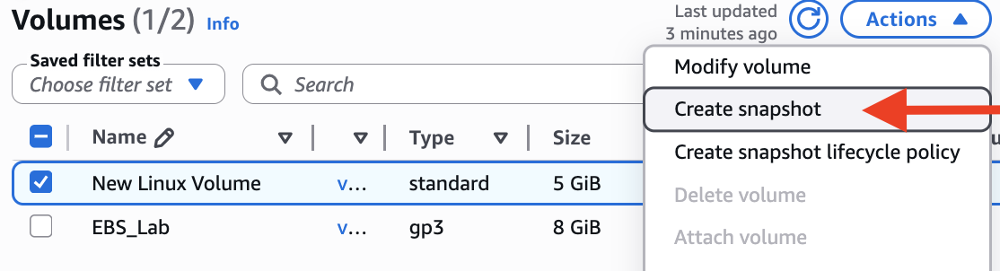 Volumes (1/2) Info
Last updated
3 minutes ago
Actions
Saved filter sets
Choose filter set
Search
Modify volume
Create snapshot
Create snapshot lifecycle policy
Delete volume
Attach volume
Name Type Size
New Linux Volume v... standard 5 GiB
EBS_Lab v... gp3 8 GiB